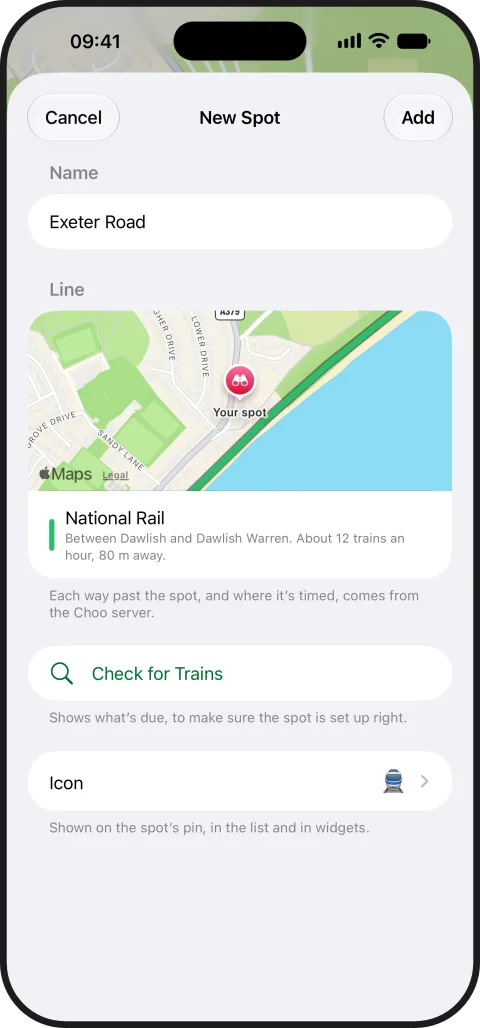 09:41
Cancel
New Spot
Add
Name
Exeter Road
Line
A379
GHER DRIVE
LOWER DRIVE
Your spot
GROVE DRIVE
SANDY LANE
Maps
Legal
National Rail
Between Dawlish and Dawlish Warren. About 12 trains an
hour, 80 m away.
Each way past the spot, and where it’s timed, comes from
the Choo server.
Check for Trains
Shows what’s due, to make sure the spot is set up right.
Icon
Shown on the spot’s pin, in the list and in widgets.